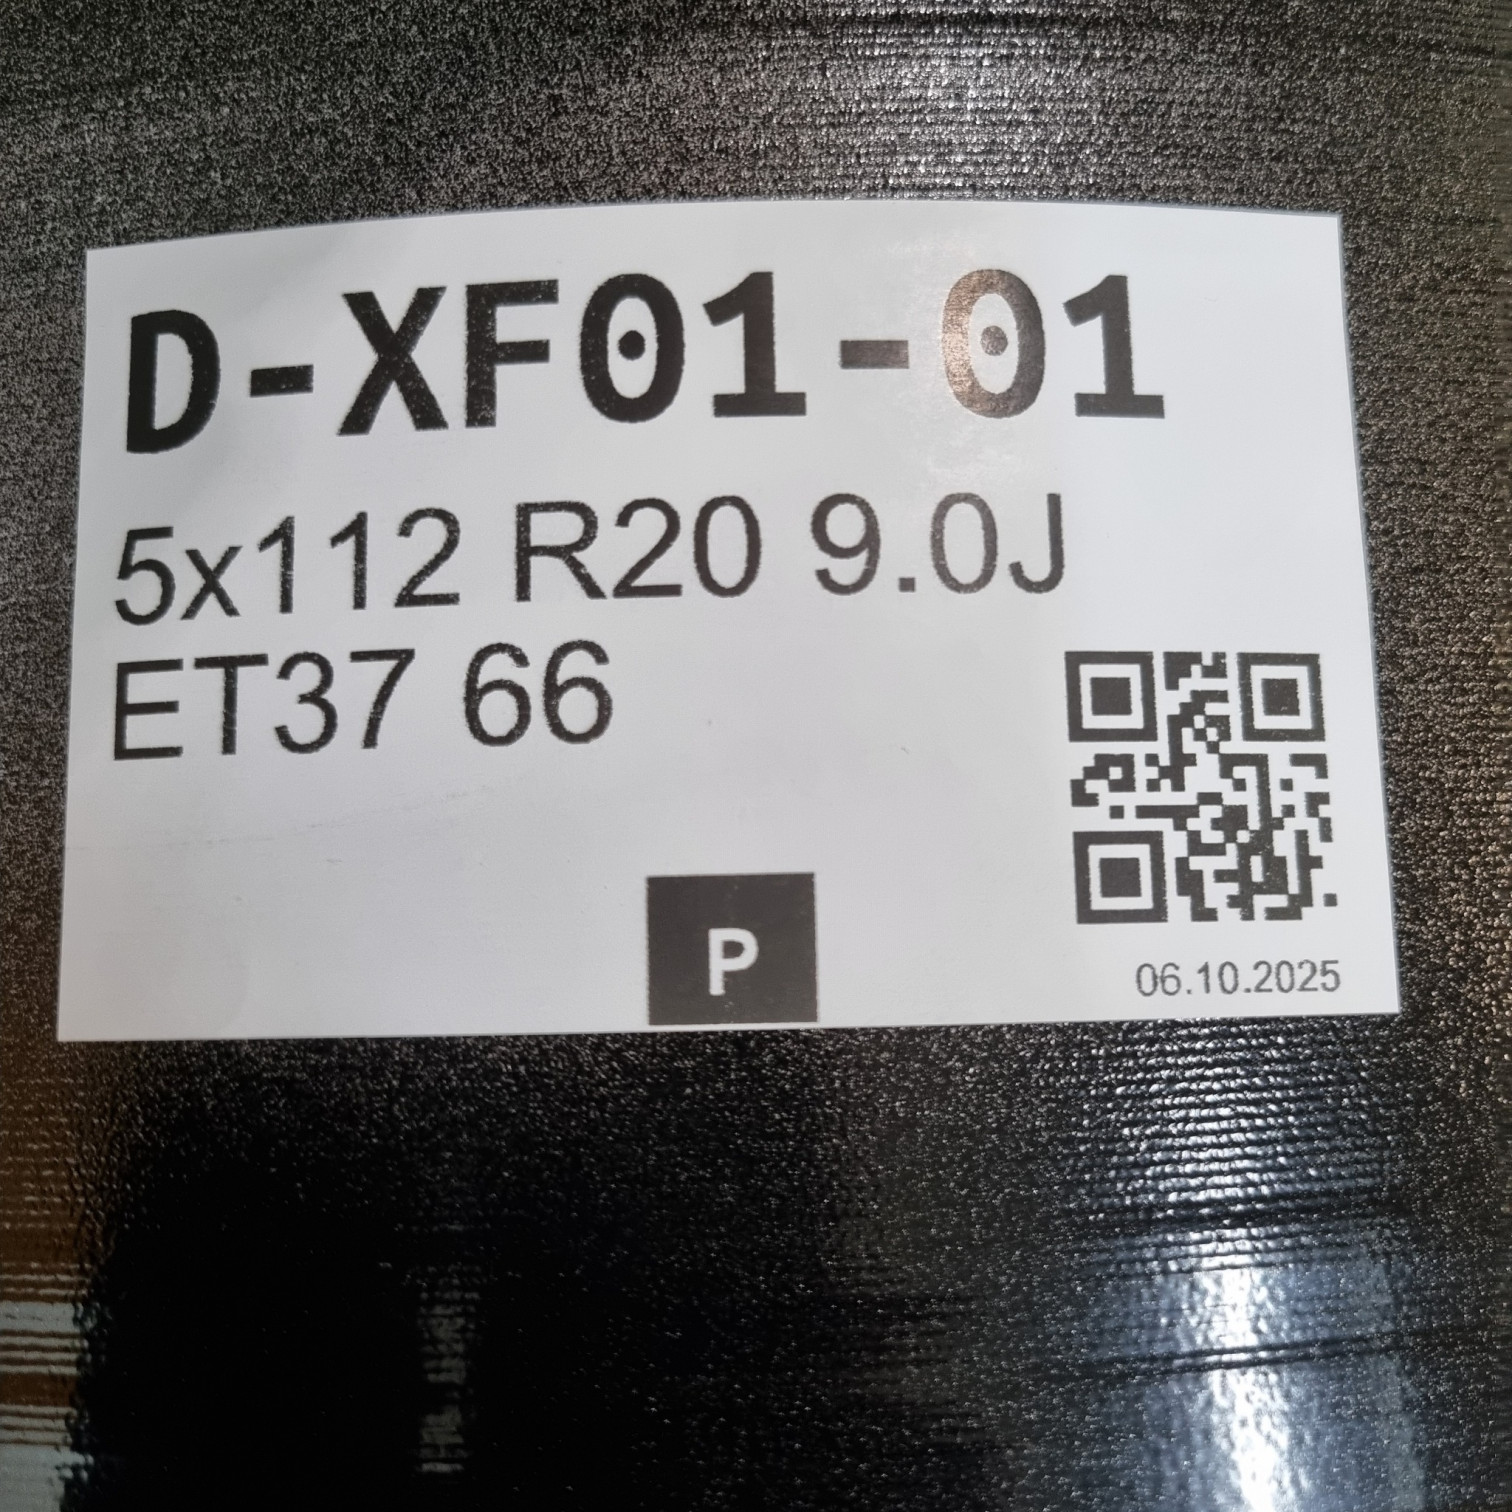 D-XF01-01
5x112 R20 9.0J
ET37 66
P
06.10.2025